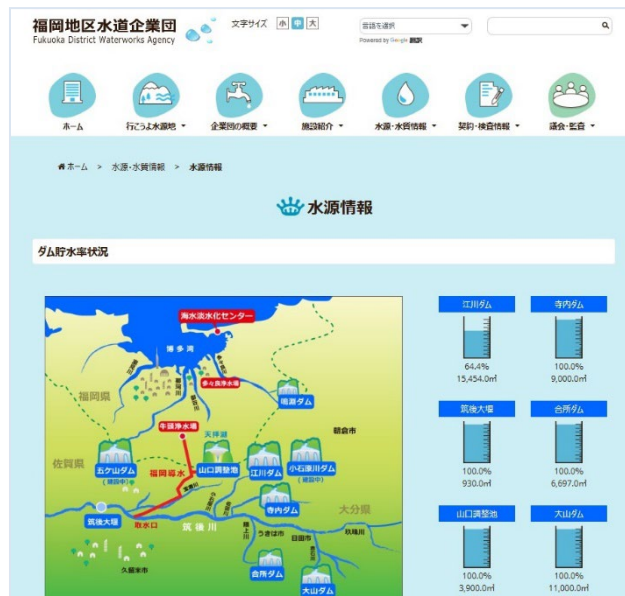 福岡地区水道企業団
Fukuoka District Waterworks Agency
文字サイズ 小 中 大
言語を選択
Powered by Google 翻訳
ホーム
行こうよ水源地
企業団の概要
施設紹介
水源・水質情報
契約・検査情報
議会・監査
ホーム > 水源・水質情報 > 水源情報
水源情報
ダム貯水率状況
海水淡水化センター
博多湾
多々良浄水場
福岡県
鳴淵ダム
牛頸浄水場
天拝湖
朝倉市
佐賀県
五ケ山ダム
(建設中)
福岡導水
山口調整池
江川ダム
小石原川ダム
(建設中)
寺内ダム
大分県
筑後大堰
取水口
筑後川
うきは市
日田市
玖珠川
久留米市
合所ダム
大山ダム
江川ダム
64.4%
15,454.0㎥
寺内ダム
100.0%
9,000.0㎥
筑後大堰
100.0%
930.0㎥
合所ダム
100.0%
6,697.0㎥
山口調整池
100.0%
3,900.0㎥
大山ダム
100.0%
11,000.0㎥